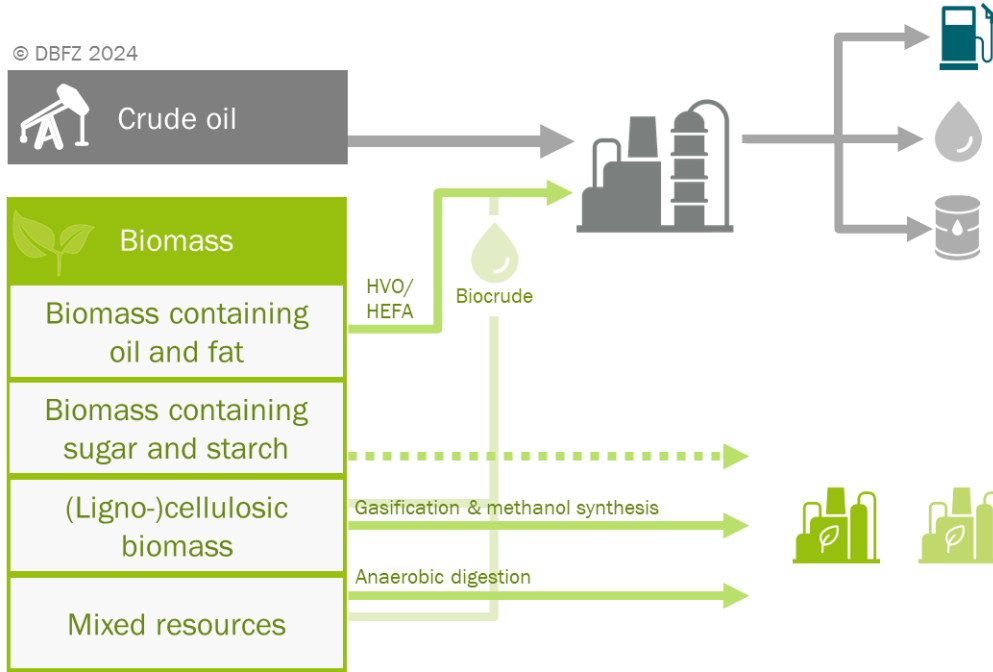 © DBFZ 2024
Crude oil
Biomass
Biomass containing
oil and fat
HVO/
HEFA
Biocrude
Biomass containing
sugar and starch
(Ligno-)cellulosic
biomass
Gasification & methanol synthesis
Anaerobic digestion
Mixed resources